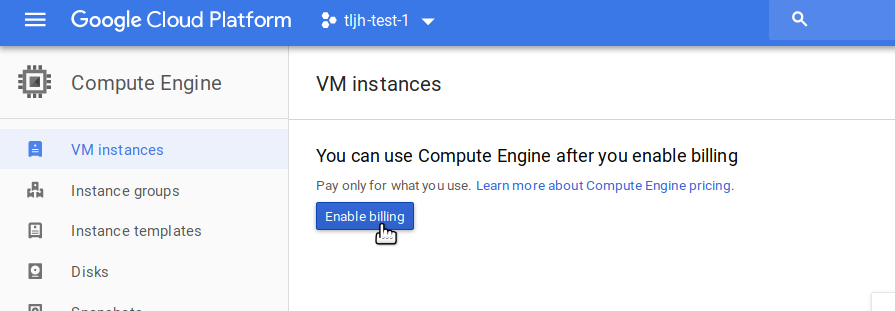 Google Cloud Platform
tljh-test-1
Compute Engine
VM instances
VM instances
Instance groups
Instance templates
Disks
Snapshots
You can use Compute Engine after you enable billing
Pay only for what you use. Learn more about Compute Engine pricing.
Enable billing